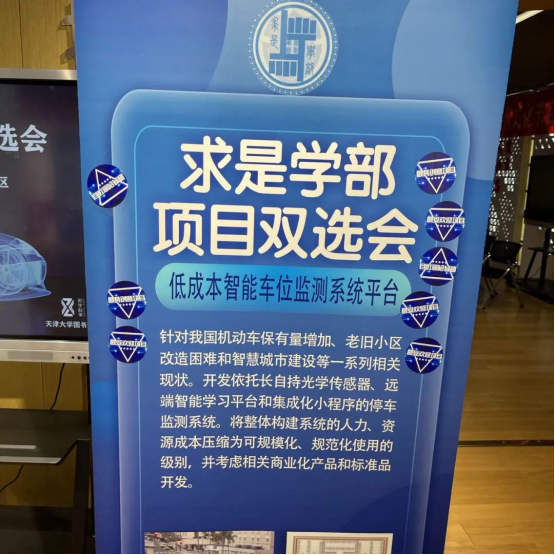 求是学部
求是学部
项目双选会
低成本智能车位监测系统平台
针对我国机动车保有量增加、老旧小区
改造困难和智慧城市建设等一系列相关
现状。开发依托长自持光学传感器、远
端智能学习平台和集成化小程序的停车
监测系统。将整体构建系统的人力、资
源成本压缩为可规模化、规范化使用的
级别，并考虑相关商业化产品和标准品
开发。
选会
区
天津大学图书